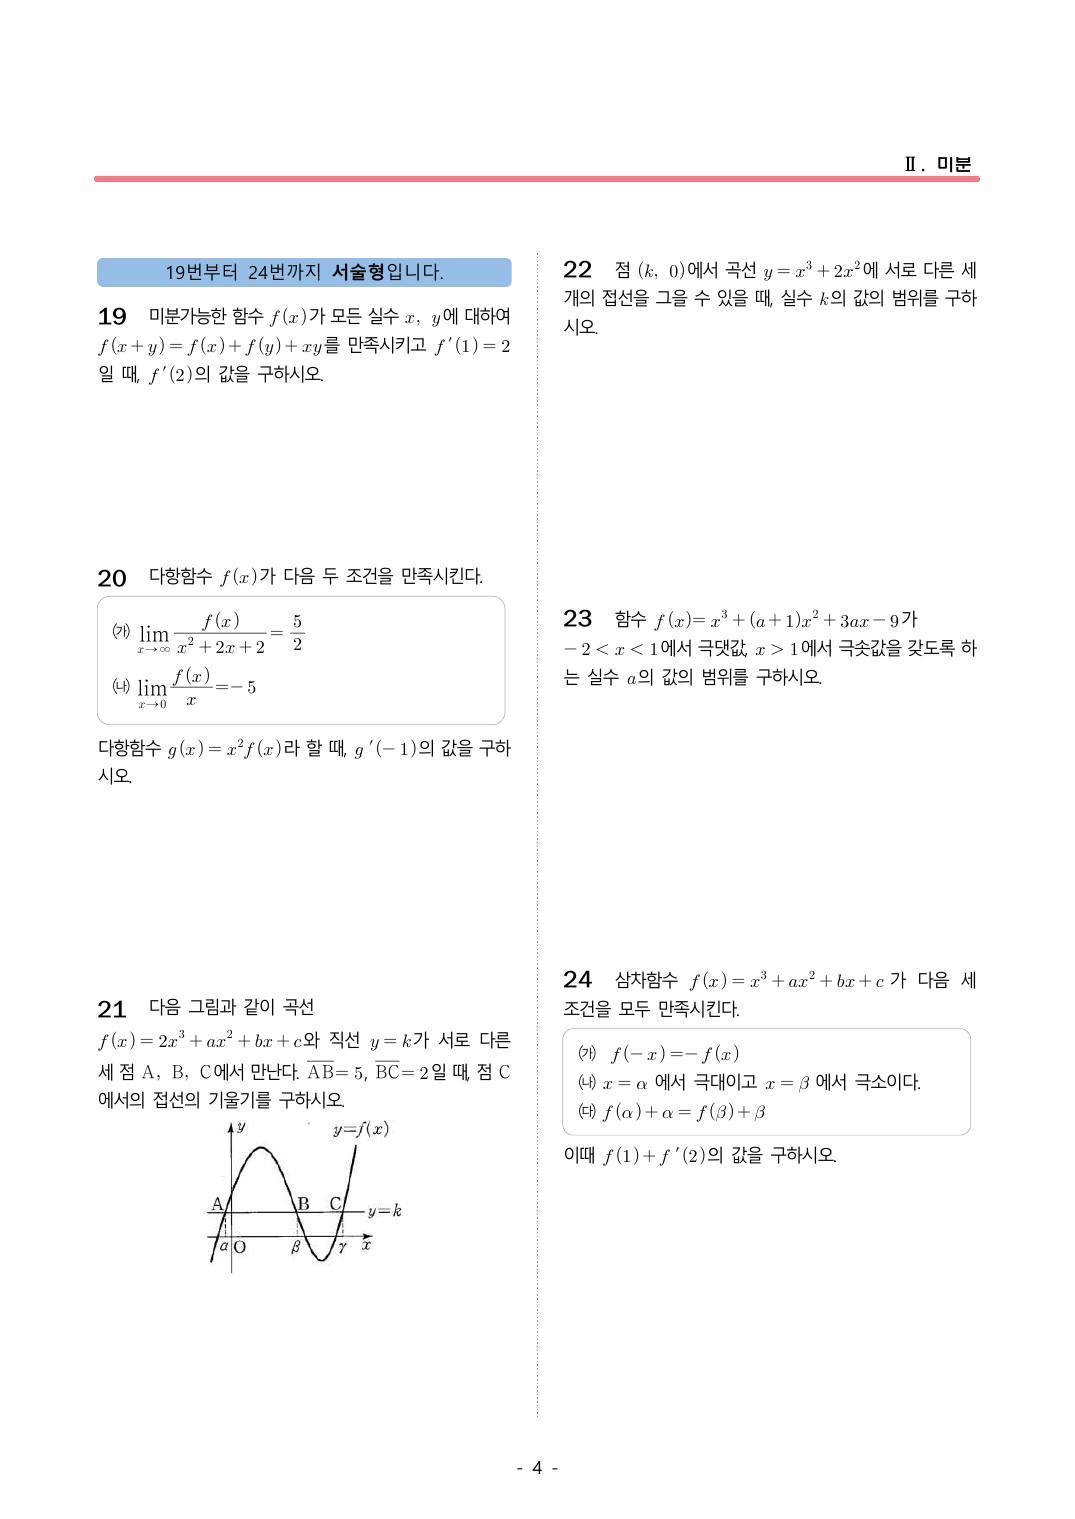 Ⅱ. 미분
19번부터 24번까지 서술형입니다.
19 미분가능한 함수 f(x)가 모든 실수 x, y에 대하여
f(x+y)=f(x)+f(y)+xy를 만족시키고 f′(1)=2
일 때, f′(2)의 값을 구하시오.
20 다항함수 f(x)가 다음 두 조건을 만족시킨다.
㈎ lim_{x→∞} f(x)/(x²+2x+2) = 5/2
㈏ lim_{x→0} f(x)/x =−5
다항함수 g(x)=x²f(x)라 할 때, g′(−1)의 값을 구하
시오.
21 다음 그림과 같이 곡선
f(x)=2x³+ax²+bx+c와 직선 y=k가 서로 다른
세 점 A, B, C에서 만난다. A̅B̅=5, B̅C̅=2일 때, 점 C
에서의 접선의 기울기를 구하시오.
y y=f(x)
A B C y=k
α O β γ x
22 점 (k, 0)에서 곡선 y=x³+2x²에 서로 다른 세
개의 접선을 그을 수 있을 때, 실수 k의 값의 범위를 구하
시오.
23 함수 f(x)=x³+(a+1)x²+3ax−9가
−2<x<1에서 극댓값, x>1에서 극솟값을 갖도록 하
는 실수 a의 값의 범위를 구하시오.
24 삼차함수 f(x)=x³+ax²+bx+c 가 다음 세
조건을 모두 만족시킨다.
㈎ f(−x)=−f(x)
㈏ x=α 에서 극대이고 x=β 에서 극소이다.
㈐ f(α)+α=f(β)+β
이때 f(1)+f′(2)의 값을 구하시오.
- 4 -